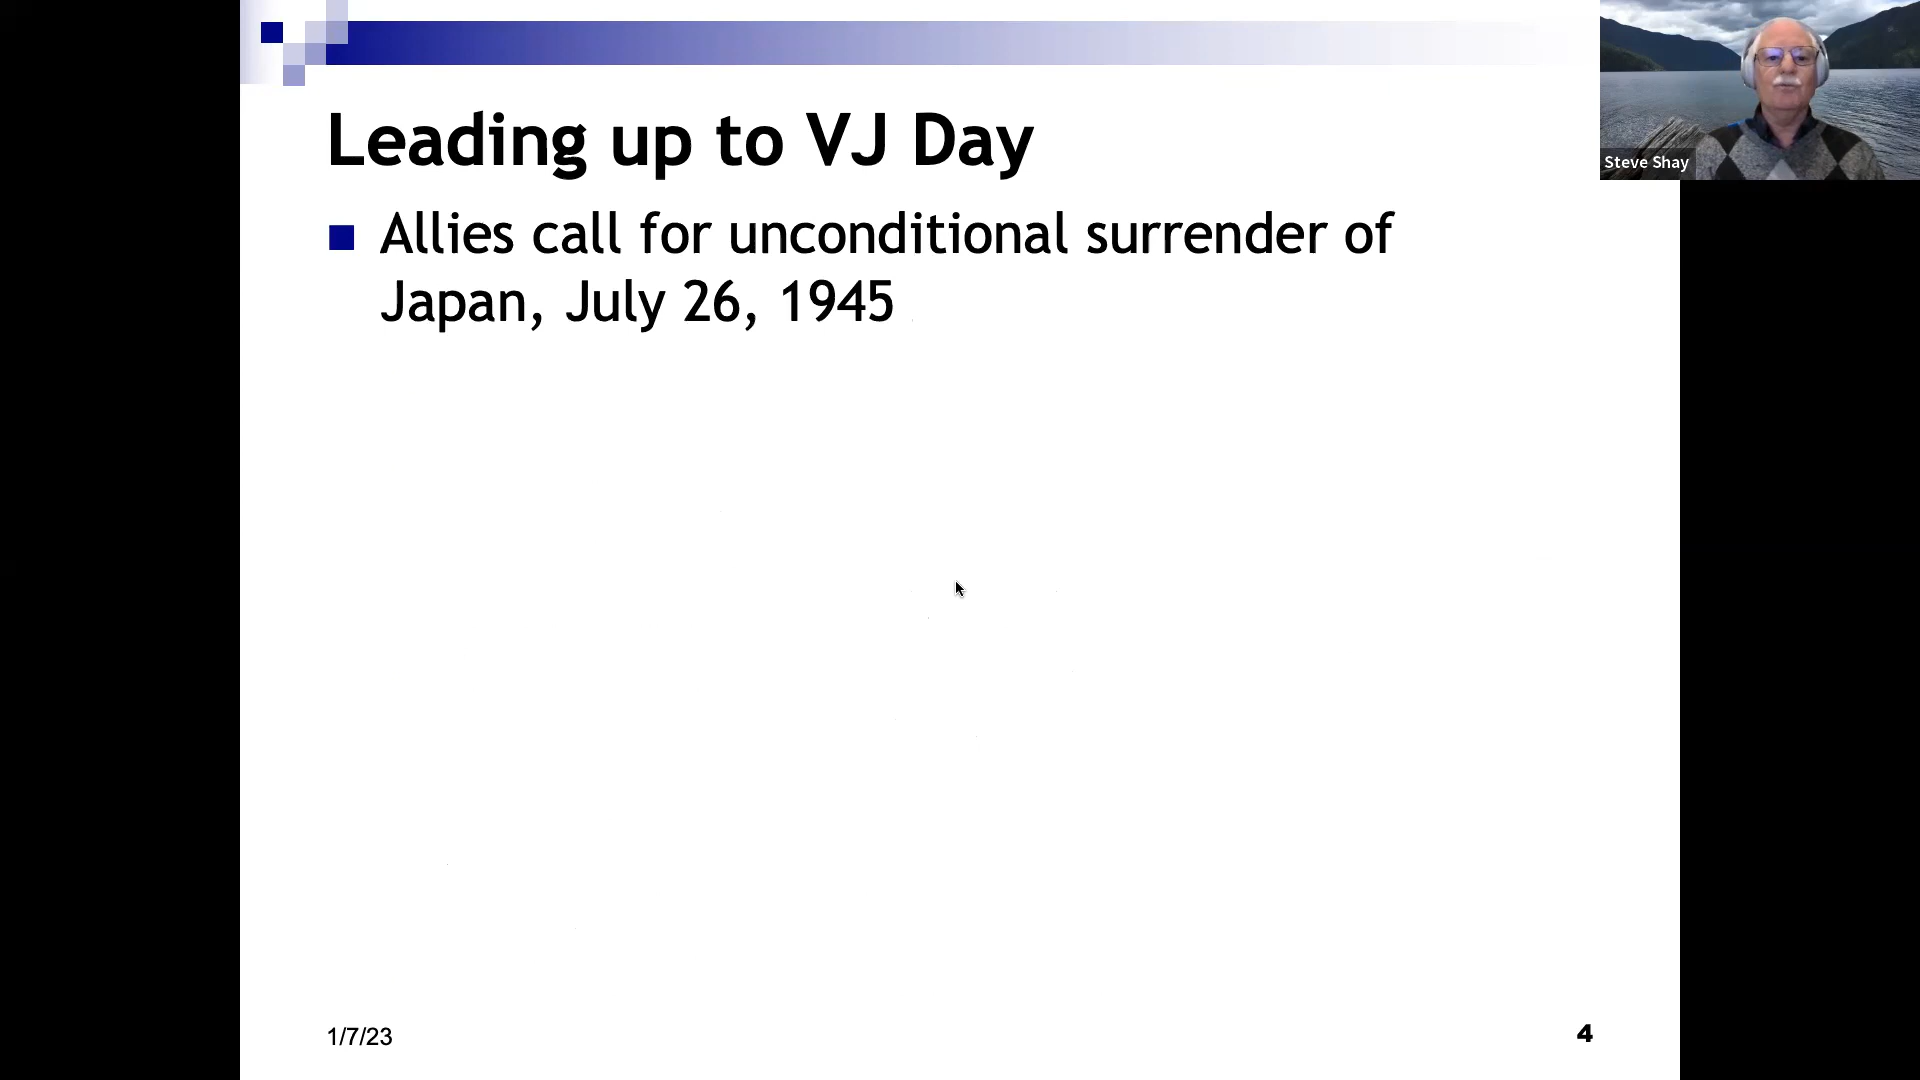 Leading up to VJ Day
Allies call for unconditional surrender of
Japan, July 26, 1945
Steve Shay
1/7/23
4